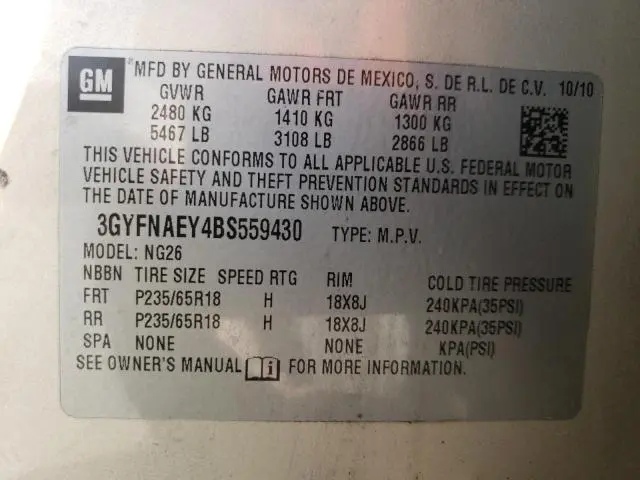 GM
MFD BY GENERAL MOTORS DE MEXICO, S. DE R.L. DE C.V. 10/10
GVWR GAWR FRT GAWR RR
2480 KG 1410 KG 1300 KG
5467 LB 3108 LB 2866 LB
THIS VEHICLE CONFORMS TO ALL APPLICABLE U.S. FEDERAL MOTOR
VEHICLE SAFETY AND THEFT PREVENTION STANDARDS IN EFFECT ON
THE DATE OF MANUFACTURE SHOWN ABOVE.
3GYFNAEY4BS559430 TYPE: M.P.V.
MODEL: NG26
NBBN TIRE SIZE SPEED RTG RIM COLD TIRE PRESSURE
FRT P235/65R18 H 18X8J 240KPA(35PSI)
RR P235/65R18 H 18X8J 240KPA(35PSI)
SPA NONE NONE KPA(PSI)
SEE OWNER'S MANUAL i FOR MORE INFORMATION.